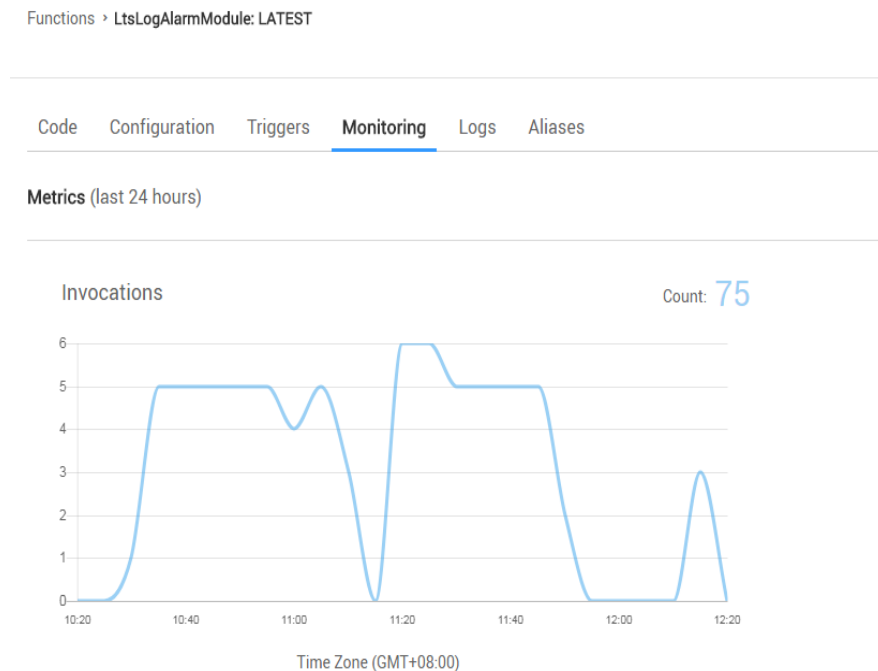 Functions › LtsLogAlarmModule: LATEST
Code Configuration Triggers Monitoring Logs Aliases
Metrics (last 24 hours)
Invocations Count: 75
6
5
4
3
2
1
0
10:20 10:40 11:00 11:20 11:40 12:00 12:20
Time Zone (GMT+08:00)